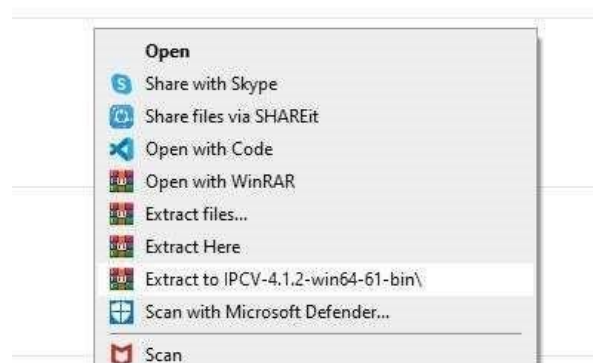 Open
Share with Skype
Share files via SHAREit
Open with Code
Open with WinRAR
Extract files...
Extract Here
Extract to IPCV-4.1.2-win64-61-bin\
Scan with Microsoft Defender...
Scan